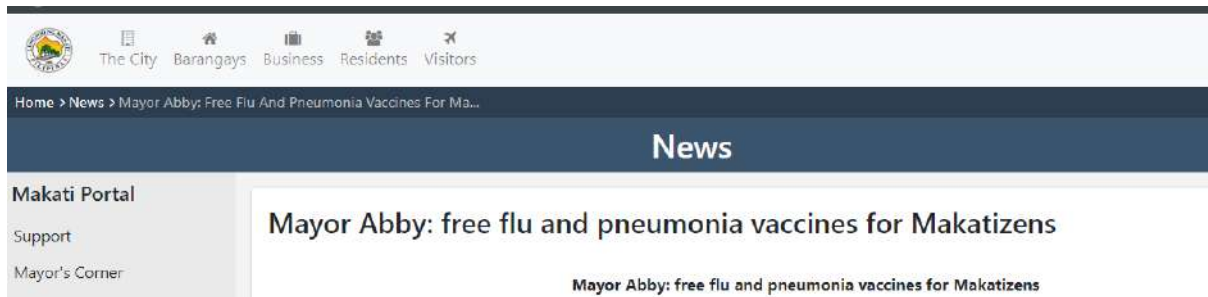 The City Barangays Business Residents Visitors
Home > News > Mayor Abby: Free Flu And Pneumonia Vaccines For Ma...
News
Makati Portal
Mayor Abby: free flu and pneumonia vaccines for Makatizens
Support
Mayor's Corner
Mayor Abby: free flu and pneumonia vaccines for Makatizens